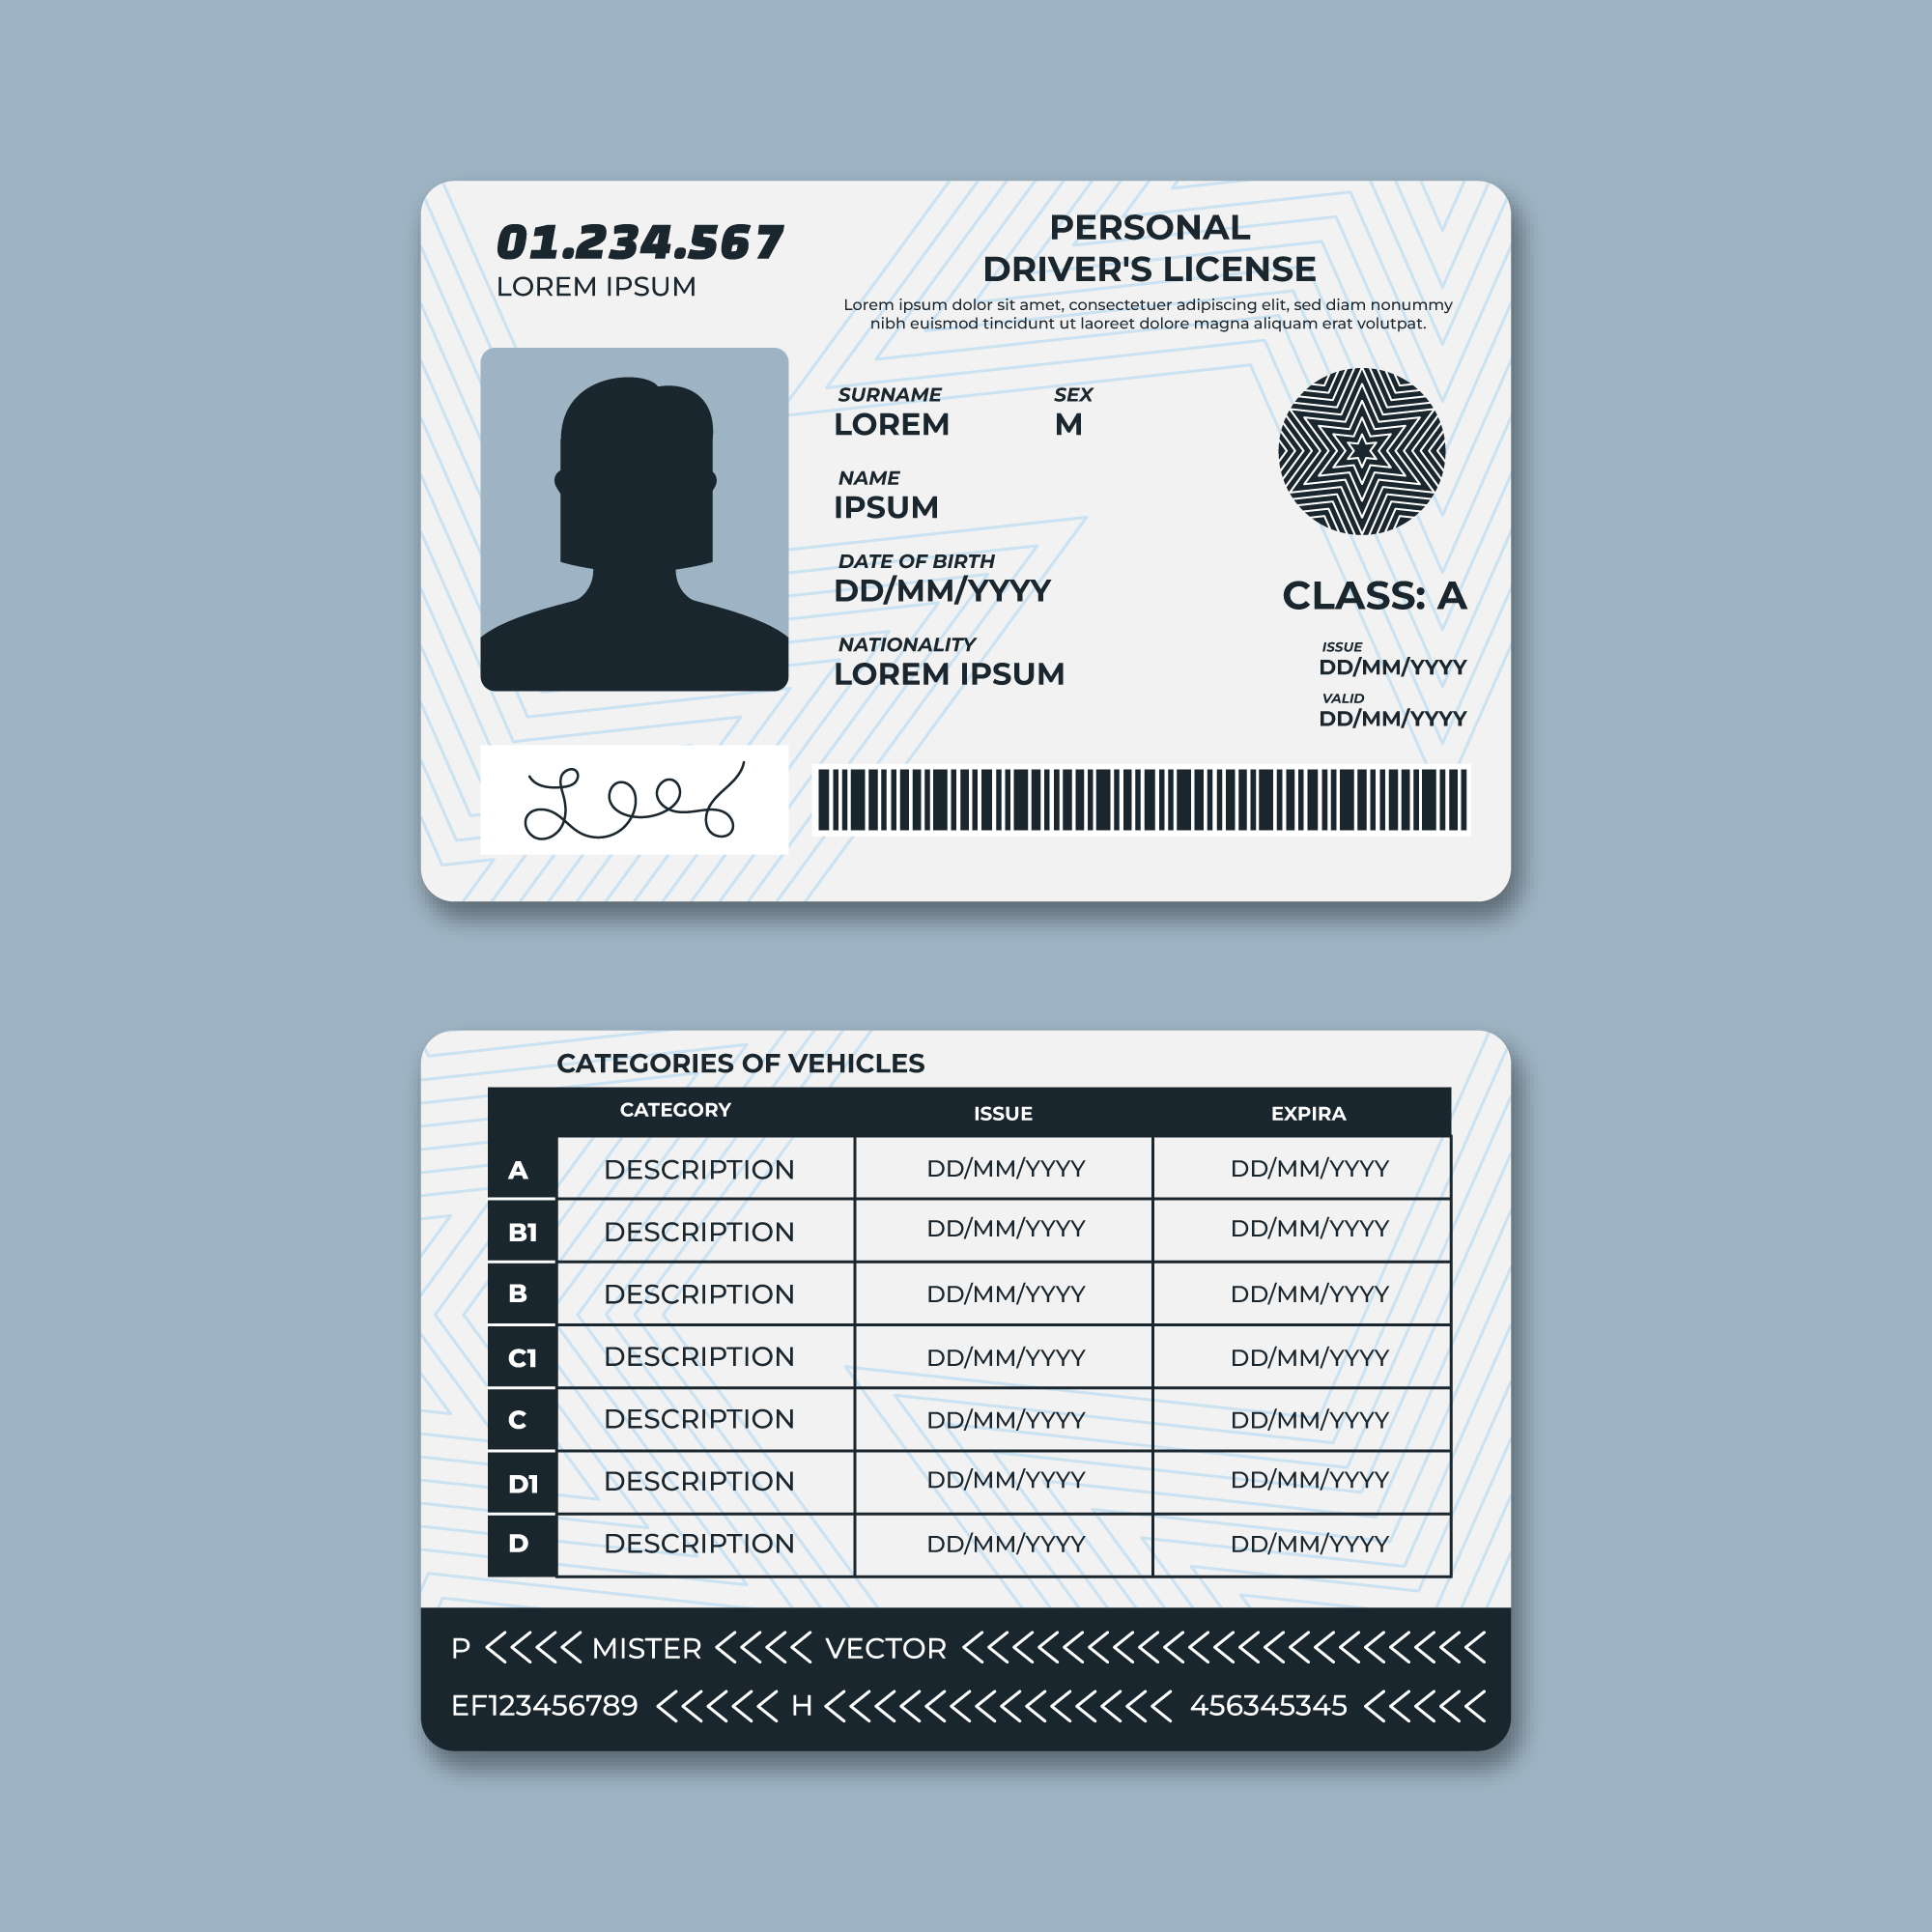 01.234.567
LOREM IPSUM
PERSONAL
DRIVER'S LICENSE
Lorem ipsum dolor sit amet, consectetuer adipiscing elit, sed diam nonummy
nibh euismod tincidunt ut laoreet dolore magna aliquam erat volutpat.
SURNAME SEX
LOREM M
NAME
IPSUM
DATE OF BIRTH
DD/MM/YYYY
NATIONALITY
LOREM IPSUM
CLASS: A
ISSUE
DD/MM/YYYY
VALID
DD/MM/YYYY
CATEGORIES OF VEHICLES
CATEGORY ISSUE EXPIRA
A DESCRIPTION DD/MM/YYYY DD/MM/YYYY
B1 DESCRIPTION DD/MM/YYYY DD/MM/YYYY
B DESCRIPTION DD/MM/YYYY DD/MM/YYYY
C1 DESCRIPTION DD/MM/YYYY DD/MM/YYYY
C DESCRIPTION DD/MM/YYYY DD/MM/YYYY
D1 DESCRIPTION DD/MM/YYYY DD/MM/YYYY
D DESCRIPTION DD/MM/YYYY DD/MM/YYYY
P <<<< MISTER <<<< VECTOR <<<<<<<<<<<<<<<<<<<<<
EF123456789 <<<<< H <<<<<<<<<<<<<< 456345345 <<<<<